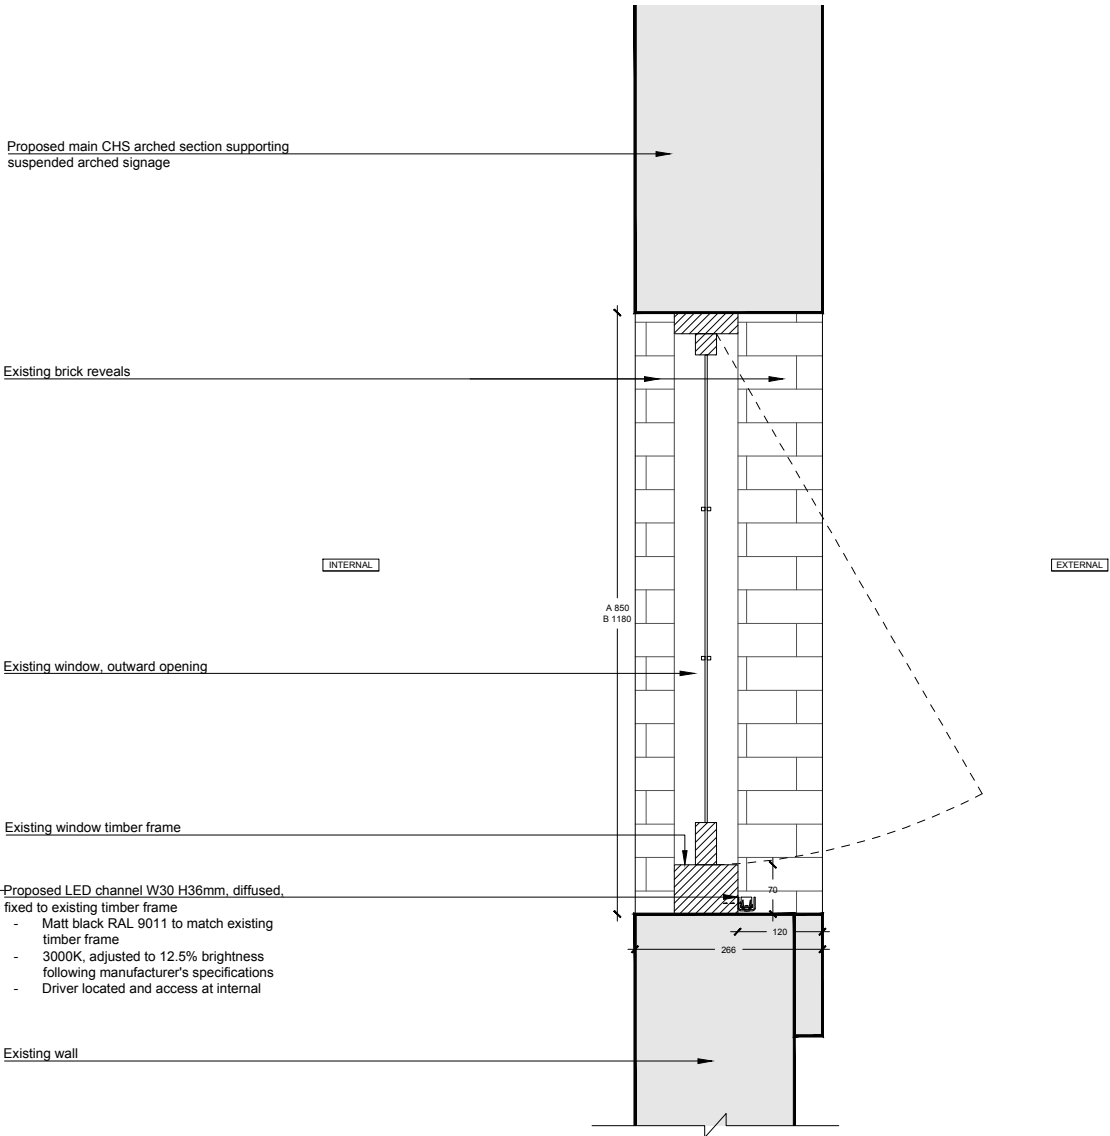 Proposed main CHS arched section supporting
suspended arched signage
Existing brick reveals
INTERNAL
EXTERNAL
A 850
B 1180
Existing window, outward opening
Existing window timber frame
Proposed LED channel W30 H36mm, diffused,
fixed to existing timber frame
- Matt black RAL 9011 to match existing
timber frame
- 3000K, adjusted to 12.5% brightness
following manufacturer's specifications
- Driver located and access at internal
70
120
266
Existing wall